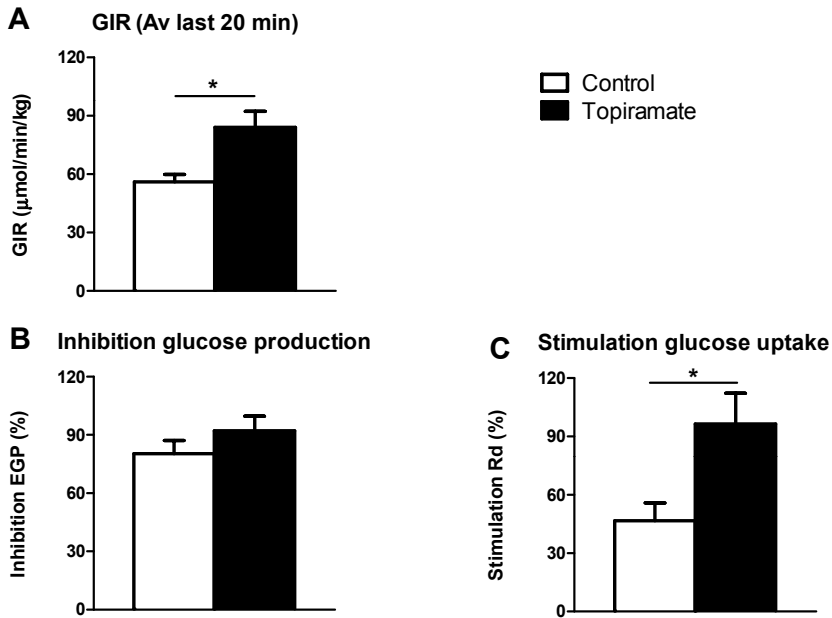 A
GIR (Av last 20 min)
120
90
60
30
0
GIR (μmol/min/kg)
*
Control
Topiramate
B
Inhibition glucose production
120
90
60
30
0
Inhibition EGP (%)
C
Stimulation glucose uptake
120
90
60
30
0
Stimulation Rd (%)
*